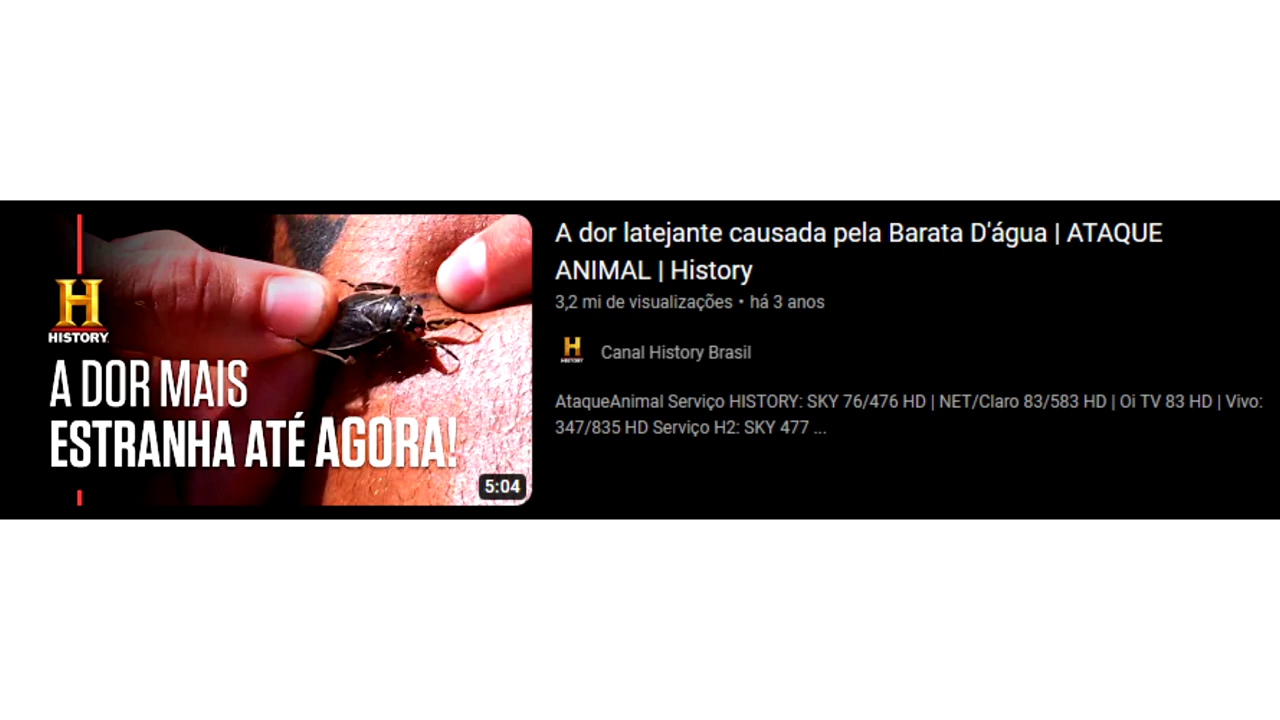 H
HISTORY
A DOR MAIS
ESTRANHA ATÉ AGORA!
5:04
A dor latejante causada pela Barata D'água | ATAQUE
ANIMAL | History
3,2 mi de visualizações • há 3 anos
H
HISTORY
Canal History Brasil
AtaqueAnimal Serviço HISTORY: SKY 76/476 HD | NET/Claro 83/583 HD | Oi TV 83 HD | Vivo:
347/835 HD Serviço H2: SKY 477 ...